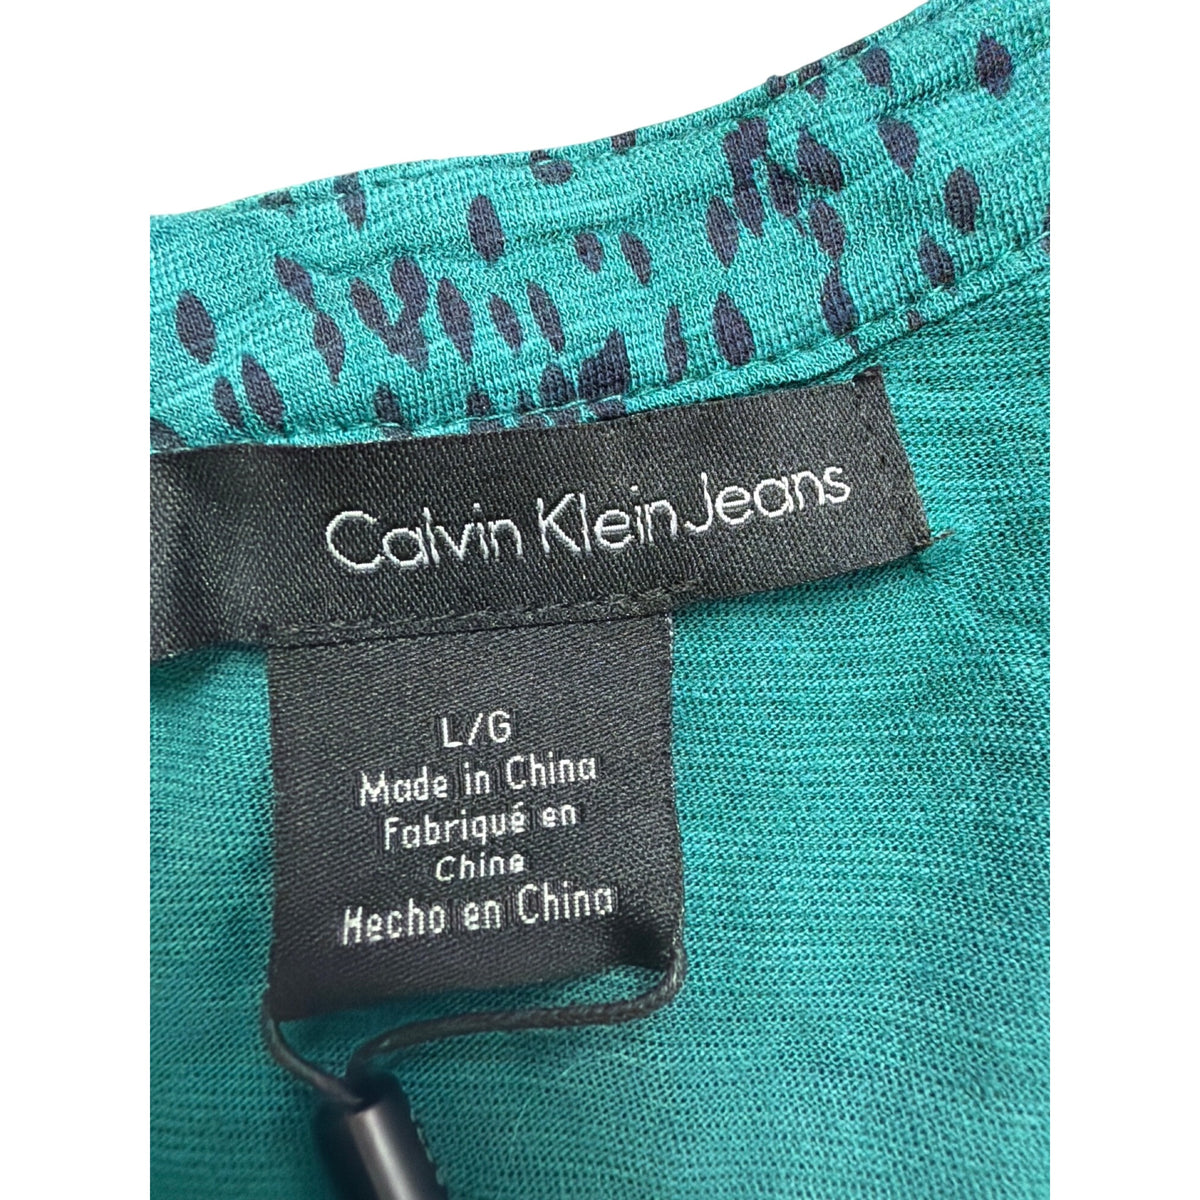 Calvin Klein Jeans
L/G
Made in China
Fabriqué en
Chine
Hecho en China